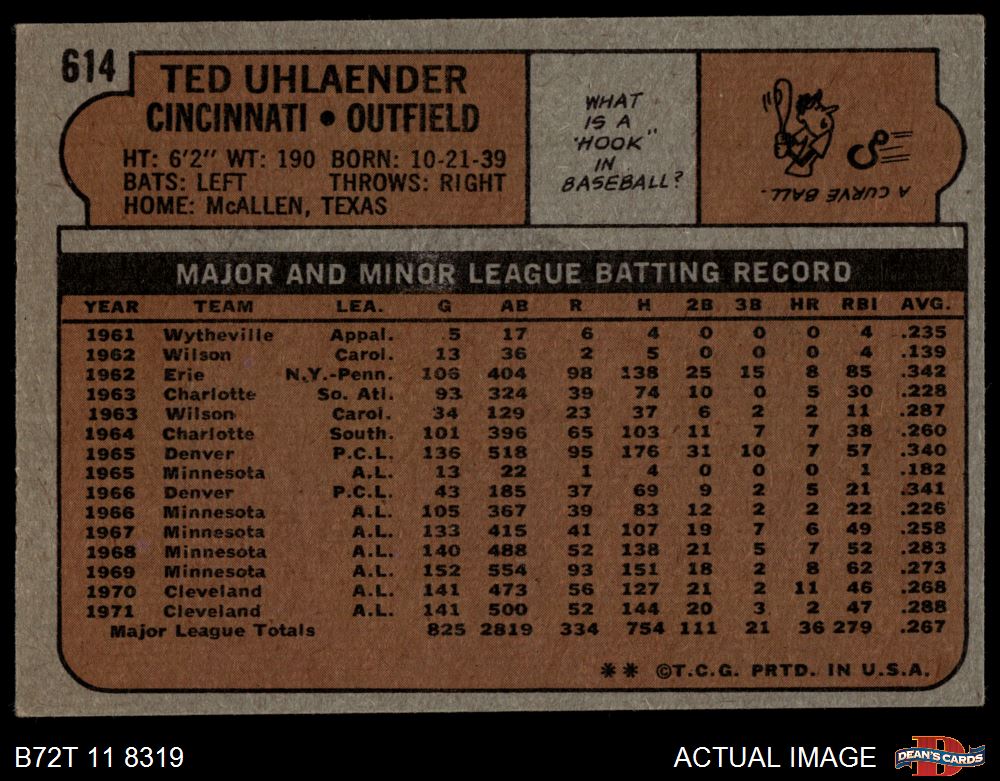 614
TED UHLAENDER
CINCINNATI • OUTFIELD
HT: 6'2" WT: 190 BORN: 10-21-39
BATS: LEFT THROWS: RIGHT
HOME: McALLEN, TEXAS
WHAT
IS A
"HOOK"
IN
BASEBALL?
A CURVE BALL.
MAJOR AND MINOR LEAGUE BATTING RECORD
YEAR TEAM LEA. G AB R H 2B 3B HR RBI AVG.
1961 Wytheville Appal. 5 17 6 4 0 0 0 4 .235
1962 Wilson Carol. 13 36 2 5 0 0 0 4 .139
1962 Erie N.Y.-Penn. 106 404 98 138 25 15 8 85 .342
1963 Charlotte So. Atl. 93 324 39 74 10 0 5 30 .228
1963 Wilson Carol. 34 129 23 37 6 2 2 11 .287
1964 Charlotte South. 101 396 65 103 11 7 7 38 .260
1965 Denver P.C.L. 136 518 95 176 31 10 7 57 .340
1965 Minnesota A.L. 13 22 1 4 0 0 0 1 .182
1966 Denver P.C.L. 43 185 37 69 9 2 5 21 .341
1966 Minnesota A.L. 105 367 39 83 12 2 2 22 .226
1967 Minnesota A.L. 133 415 41 107 19 7 6 49 .258
1968 Minnesota A.L. 140 488 52 138 21 5 7 52 .283
1969 Minnesota A.L. 152 554 93 151 18 2 8 62 .273
1970 Cleveland A.L. 141 473 56 127 21 2 11 46 .268
1971 Cleveland A.L. 141 500 52 144 20 3 2 47 .288
Major League Totals 825 2819 334 754 111 21 36 279 .267
** ©T.C.G. PRTD. IN U.S.A.
B72T 11 8319 ACTUAL IMAGE
D
DEAN'S CARDS